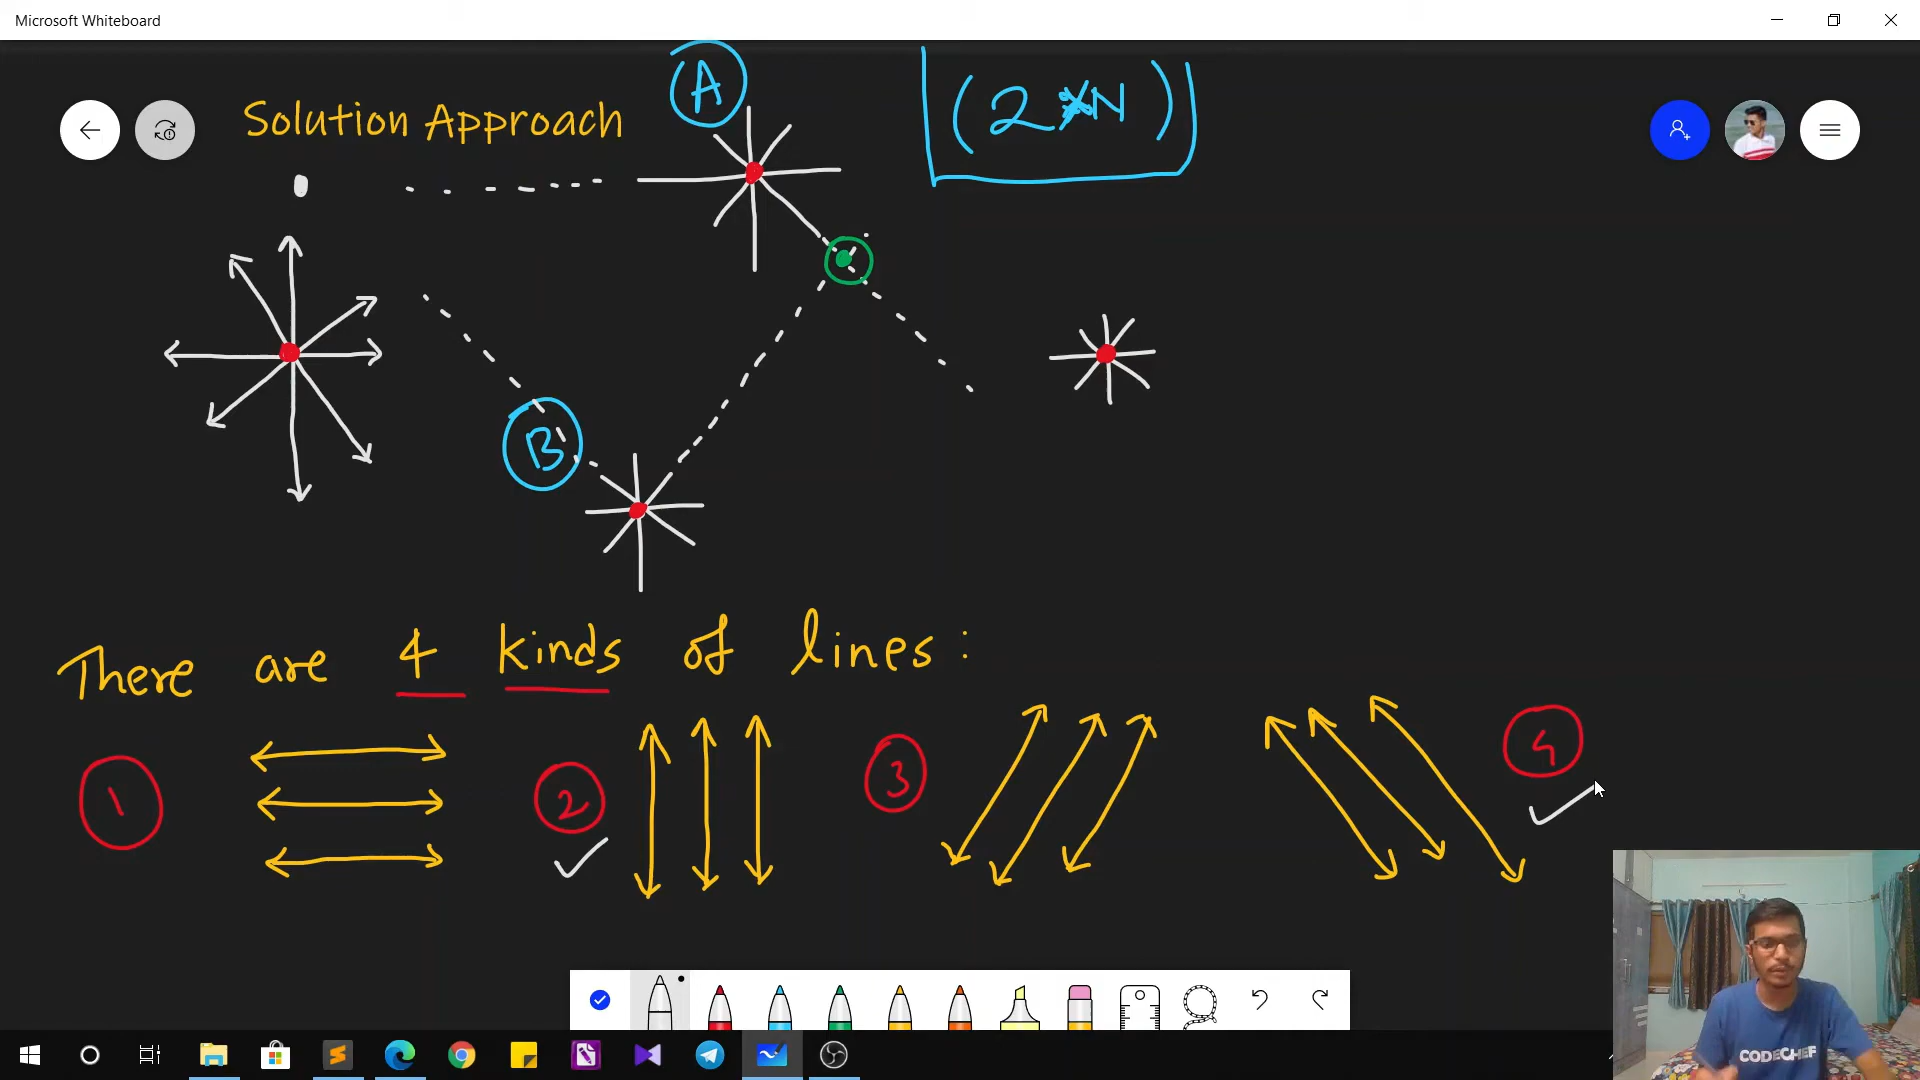 Microsoft Whiteboard
Solution Approach
A
(2*N)
B
There are 4 kinds of lines:
1
2
3
4
CODECHEF